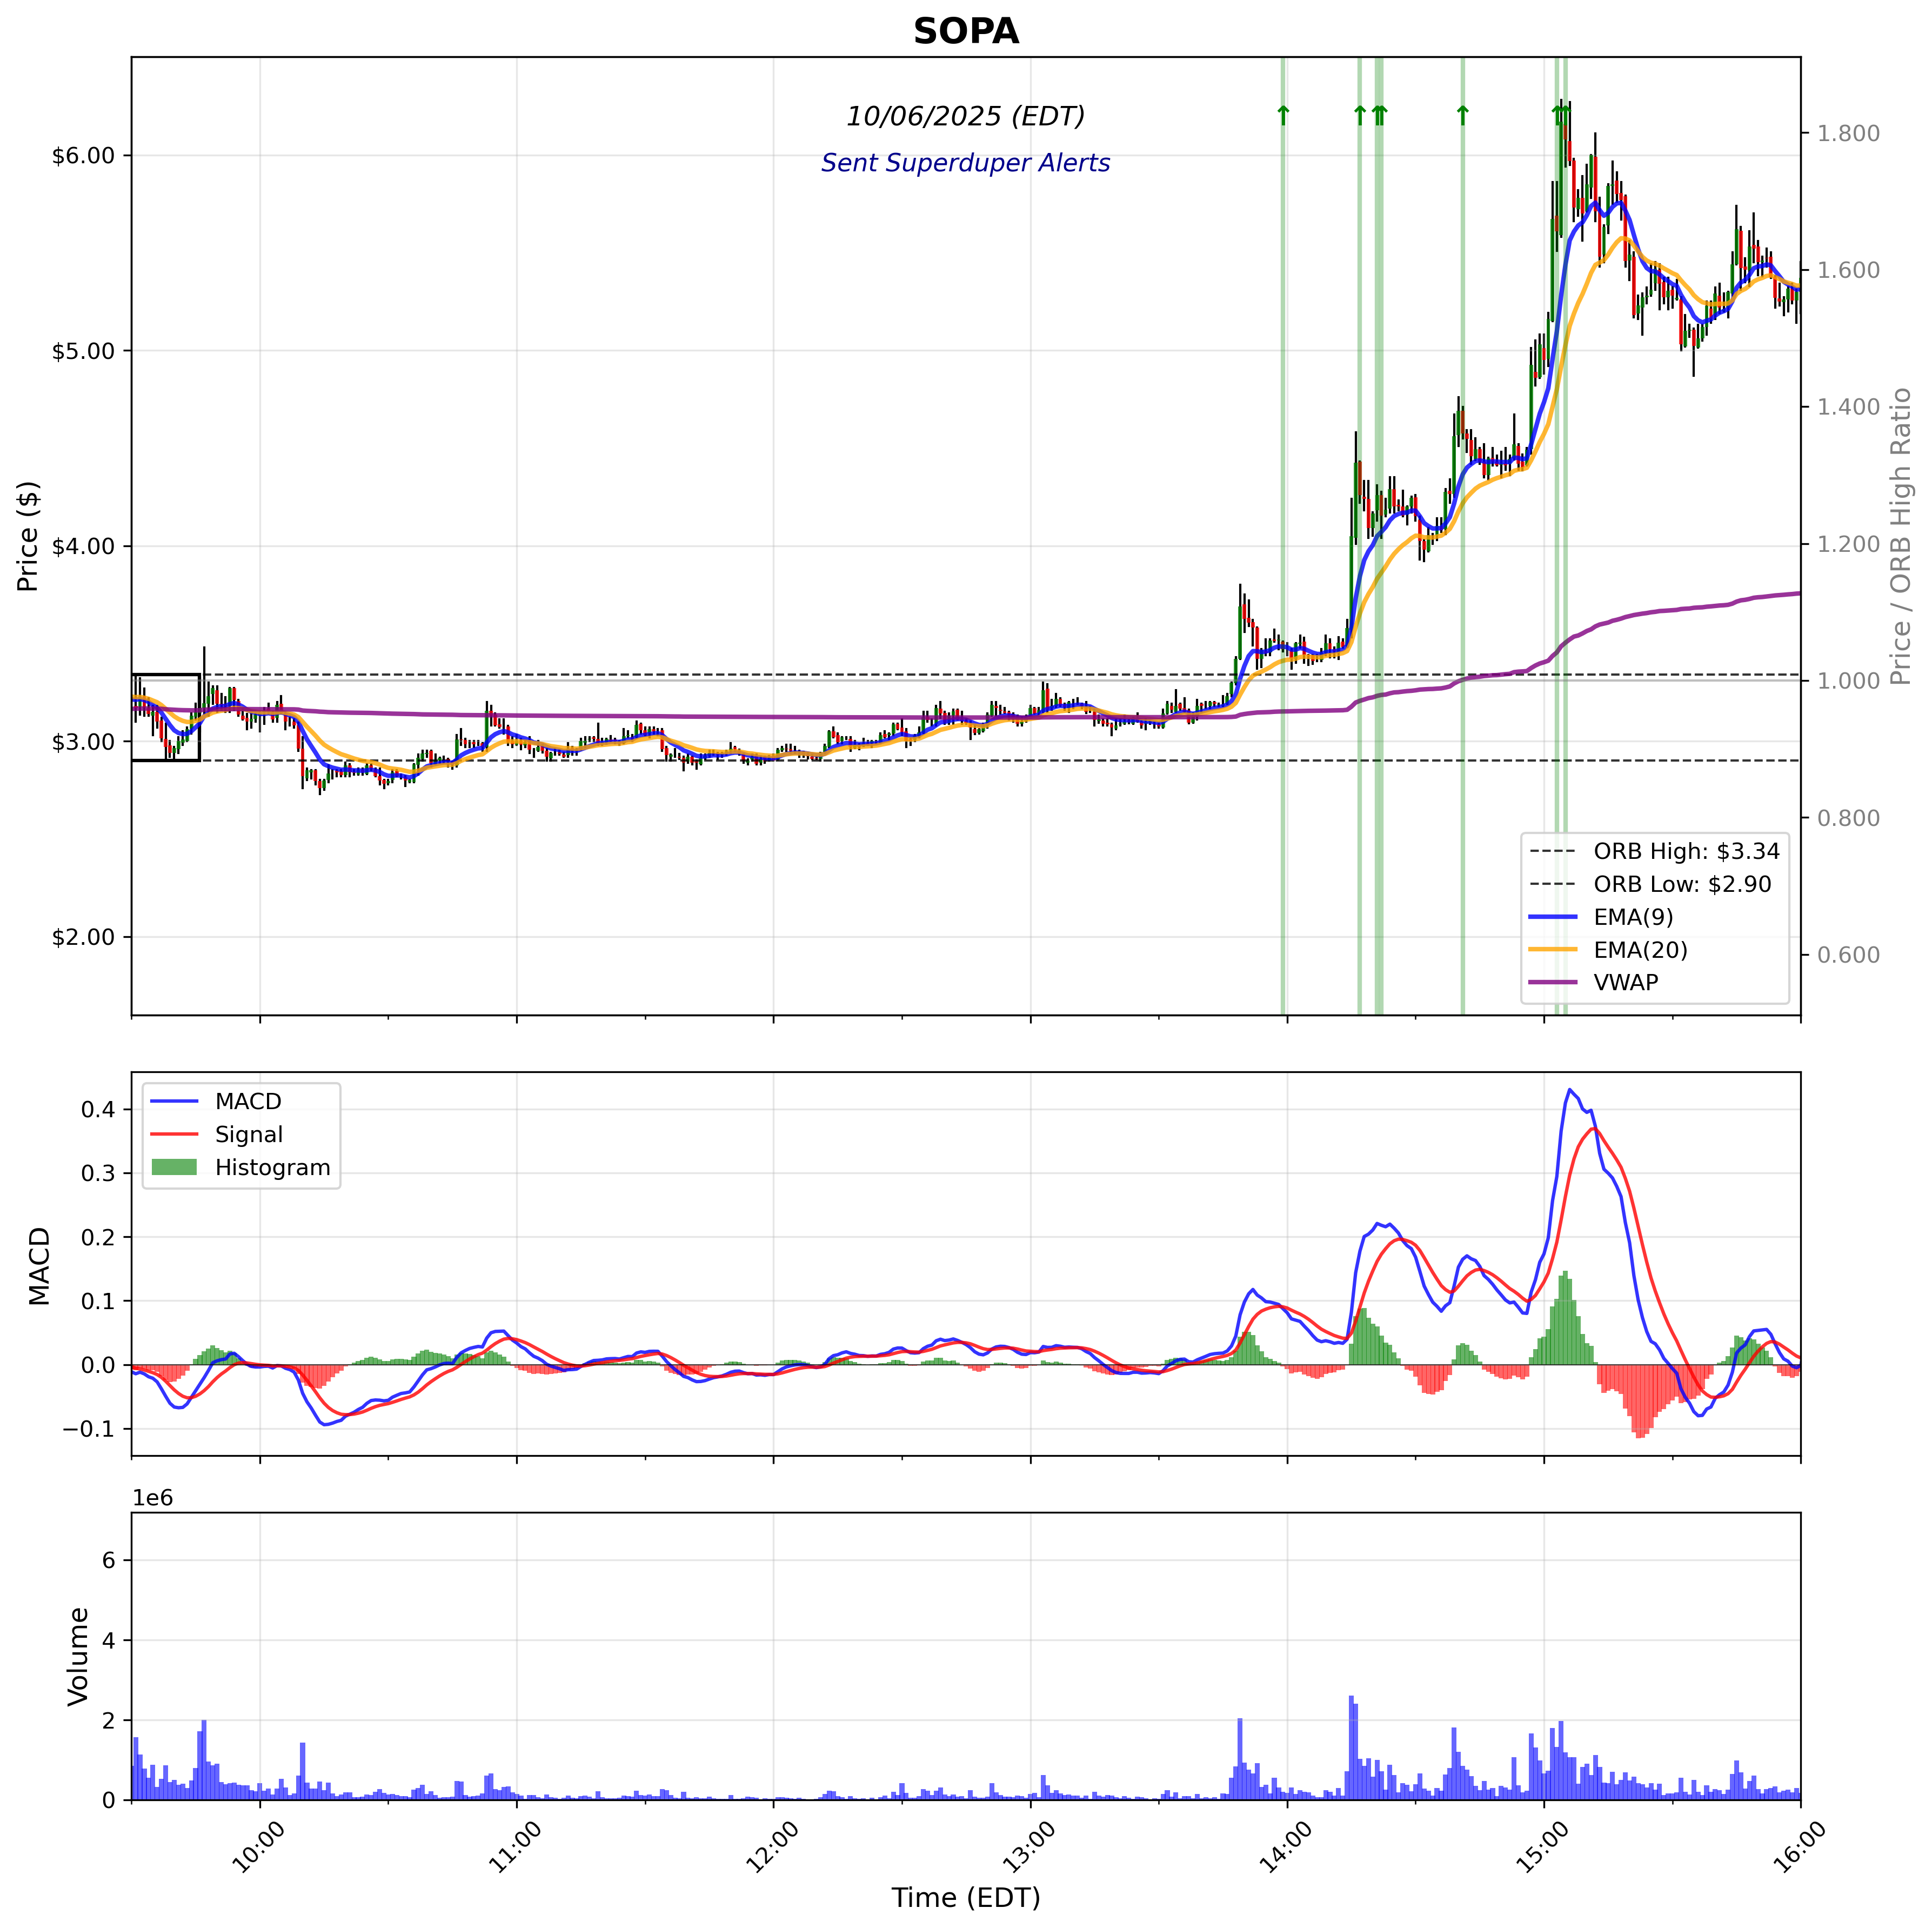 SOPA
10/06/2025 (EDT)
Sent Superduper Alerts
$6.00
$5.00
$4.00
$3.00
$2.00
Price ($)
1.800
1.600
1.400
1.200
1.000
0.800
0.600
Price / ORB High Ratio
ORB High: $3.34
ORB Low: $2.90
EMA(9)
EMA(20)
VWAP
MACD
Signal
Histogram
0.4
0.3
0.2
0.1
0.0
−0.1
MACD
1e6
6
4
2
0
Volume
10:00
11:00
12:00
13:00
14:00
15:00
16:00
Time (EDT)